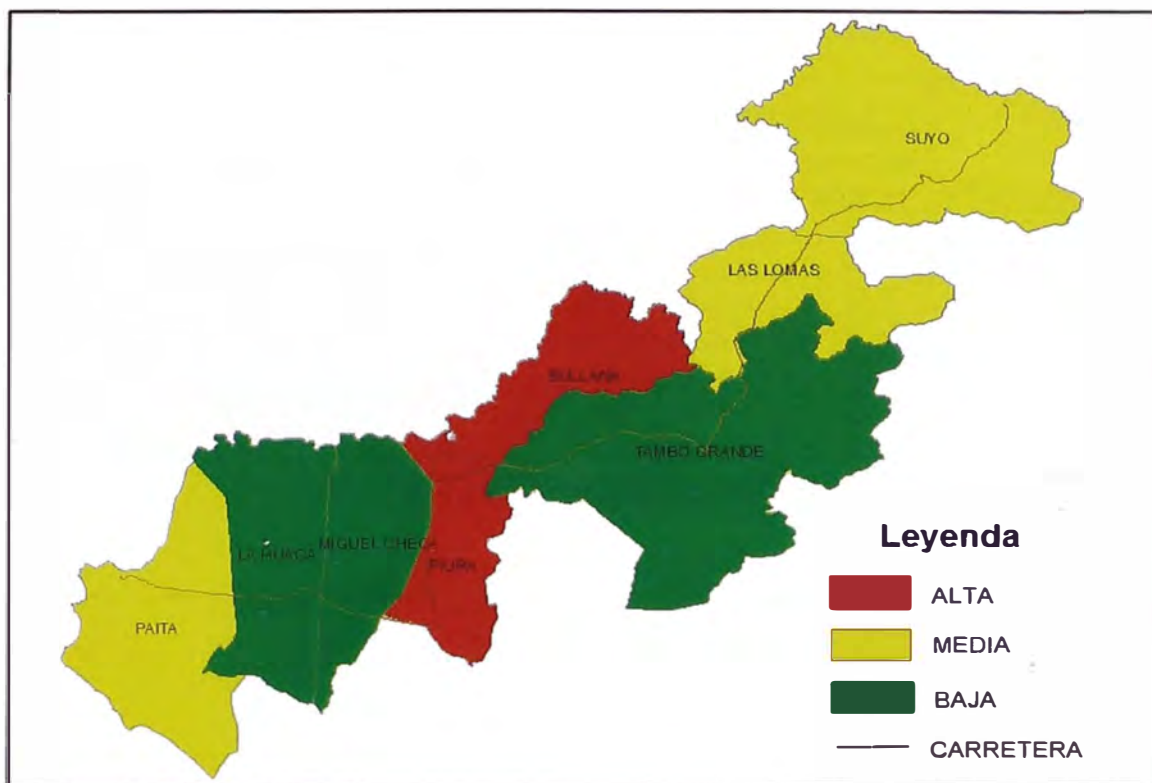 SUYO
LAS LOMAS
SULLANA
TAMBO GRANDE
LA HUACA
MIGUEL CHECA
PIURA
PAITA
Leyenda
ALTA
MEDIA
BAJA
CARRETERA